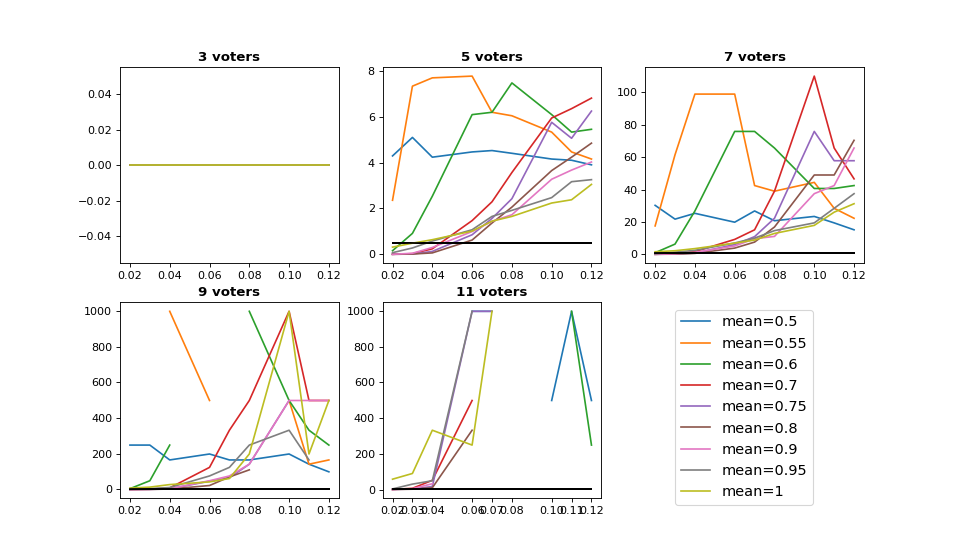 3 voters
0.04
0.02
0.00
−0.02
−0.04
0.02 0.04 0.06 0.08 0.10 0.12
5 voters
8
6
4
2
0
0.02 0.04 0.06 0.08 0.10 0.12
7 voters
100
80
60
40
20
0
0.02 0.04 0.06 0.08 0.10 0.12
9 voters
1000
800
600
400
200
0
0.02 0.04 0.06 0.08 0.10 0.12
11 voters
1000
800
600
400
200
0
0.02 0.03 0.04 0.06 0.07 0.08 0.10 0.11 0.12
mean=0.5
mean=0.55
mean=0.6
mean=0.7
mean=0.75
mean=0.8
mean=0.9
mean=0.95
mean=1